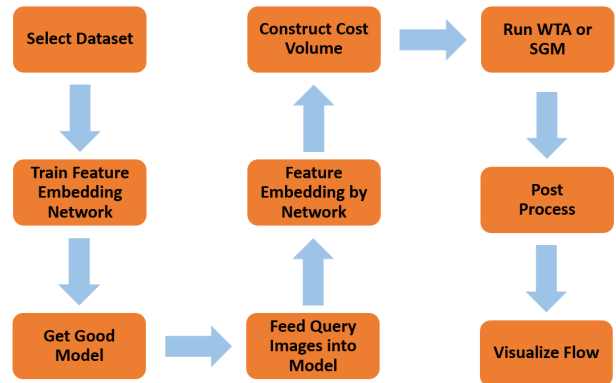 Select Dataset
Train Feature
Embedding
Network
Get Good
Model
Feed Query
Images into
Model
Feature
Embedding by
Network
Construct Cost
Volume
Run WTA or
SGM
Post
Process
Visualize Flow